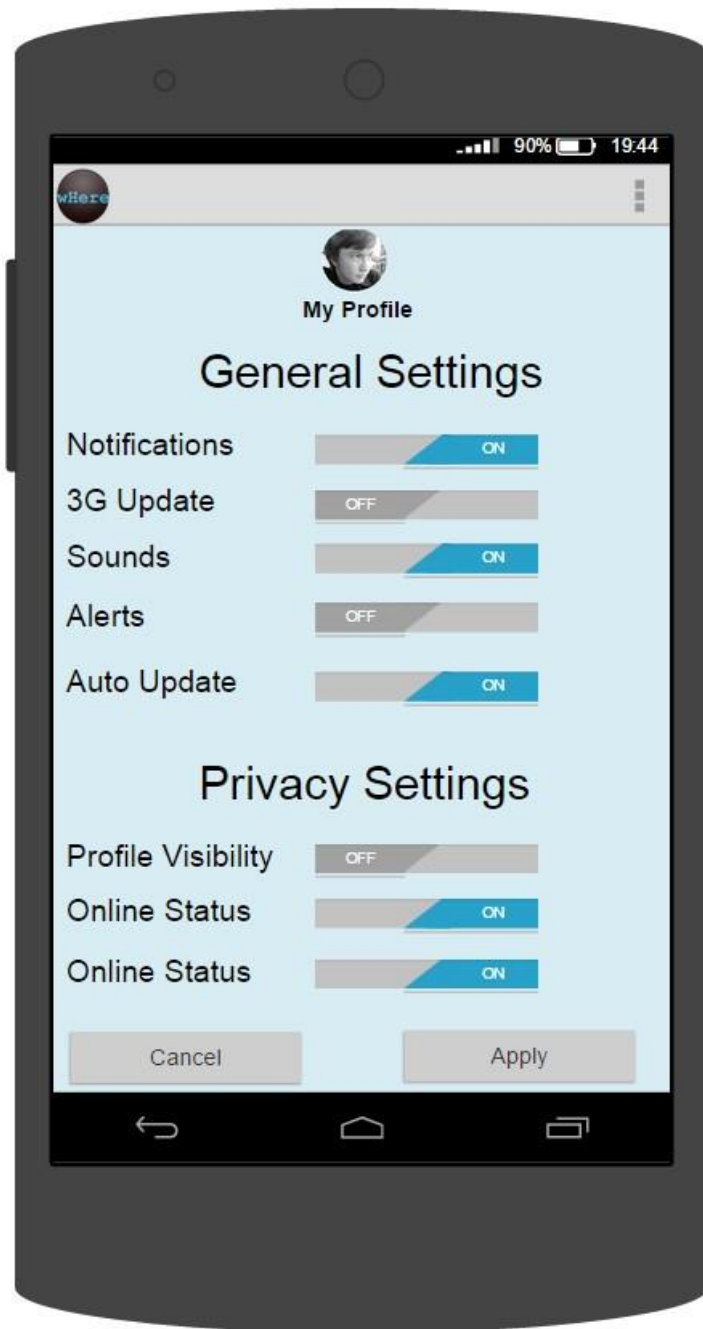 90% 19:44
wHere
My Profile
General Settings
Notifications ON
3G Update OFF
Sounds ON
Alerts OFF
Auto Update ON
Privacy Settings
Profile Visibility OFF
Online Status ON
Online Status ON
Cancel Apply